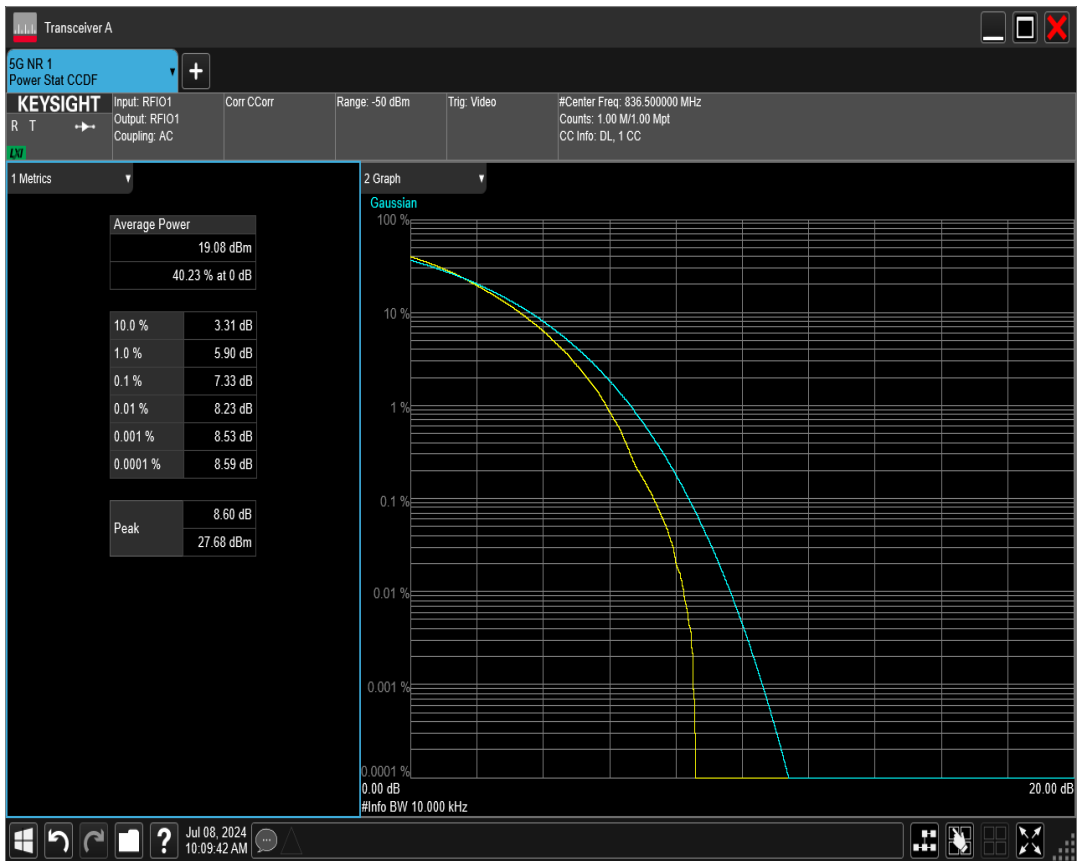 Transceiver A
5G NR 1
Power Stat CCDF
+
KEYSIGHT
R T
LXI
Input: RFIO1
Output: RFIO1
Coupling: AC
Corr CCorr
Range: -50 dBm
Trig: Video
#Center Freq: 836.500000 MHz
Counts: 1.00 M/1.00 Mpt
CC Info: DL, 1 CC
1 Metrics
Average Power
19.08 dBm
40.23 % at 0 dB
10.0 % 3.31 dB
1.0 % 5.90 dB
0.1 % 7.33 dB
0.01 % 8.23 dB
0.001 % 8.53 dB
0.0001 % 8.59 dB
Peak
8.60 dB
27.68 dBm
2 Graph
Gaussian
100 %
10 %
1 %
0.1 %
0.01 %
0.001 %
0.0001 %
0.00 dB 20.00 dB
#Info BW 10.000 kHz
?
Jul 08, 2024
10:09:42 AM